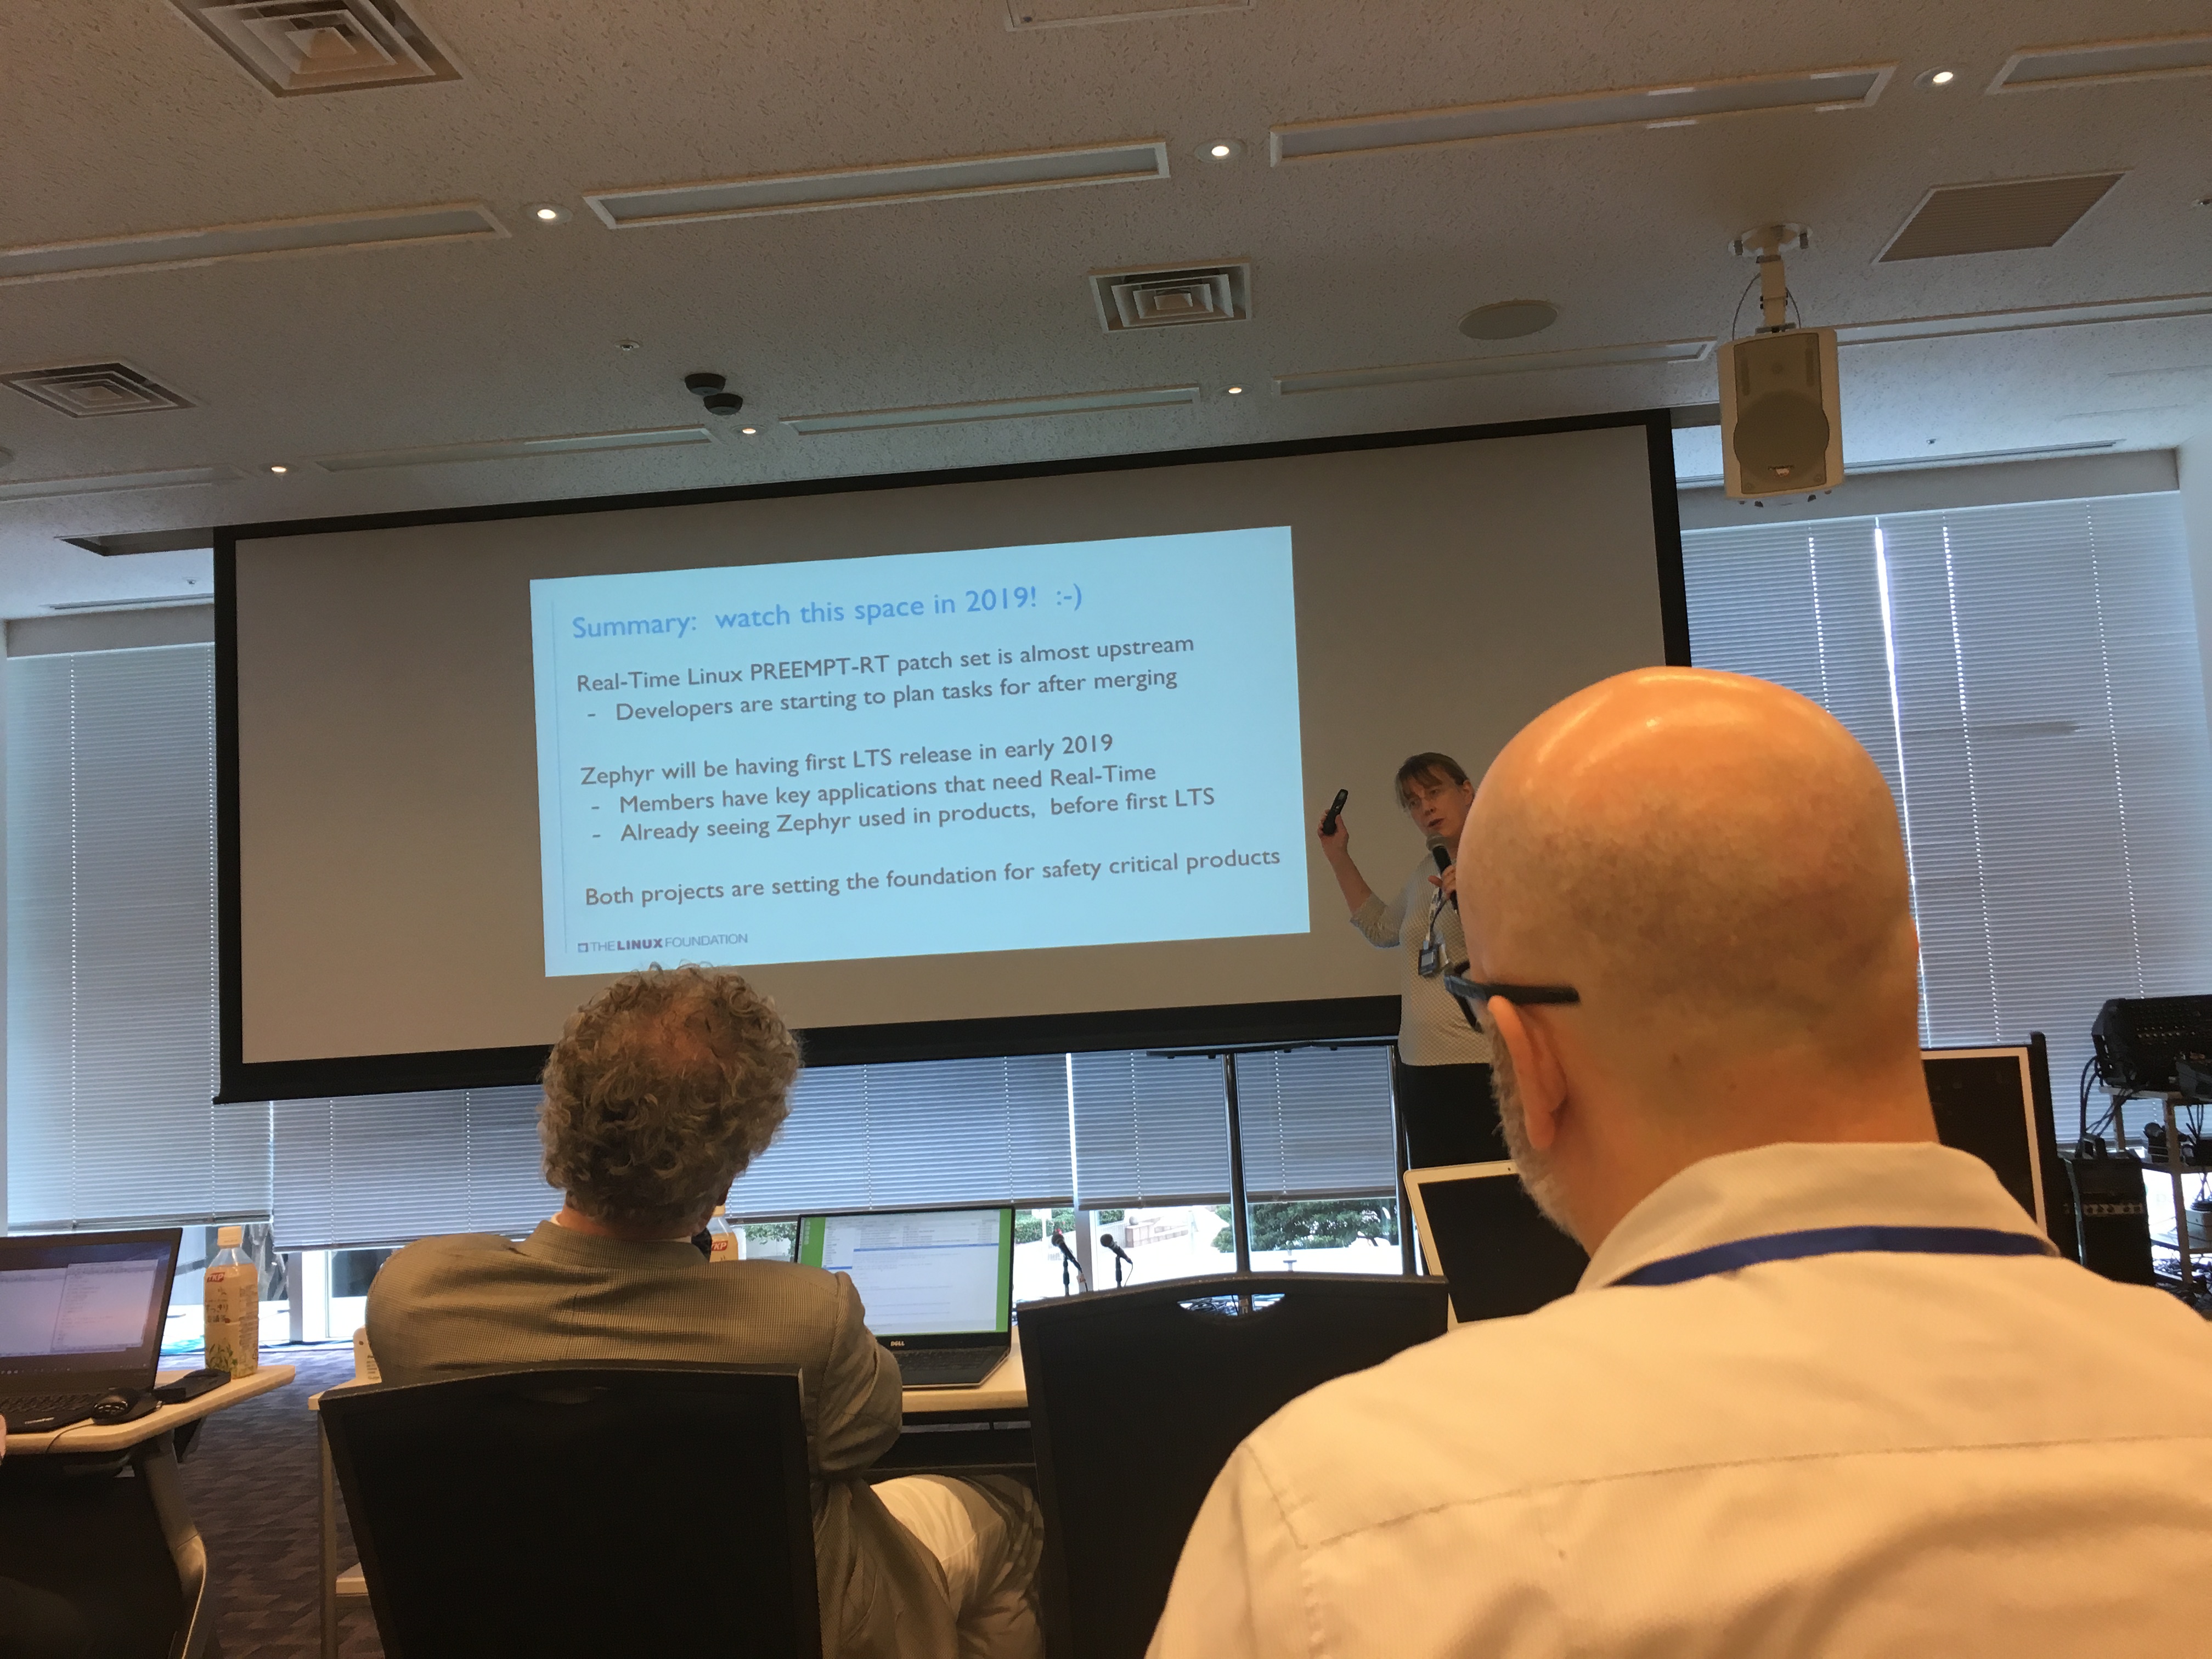 Summary: watch this space in 2019! :-)
Real-Time Linux PREEMPT-RT patch set is almost upstream
- Developers are starting to plan tasks for after merging
Zephyr will be having first LTS release in early 2019
- Members have key applications that need Real-Time
- Already seeing Zephyr used in products, before first LTS
Both projects are setting the foundation for safety critical products
THE LINUX FOUNDATION
TKP
TKP
DELL